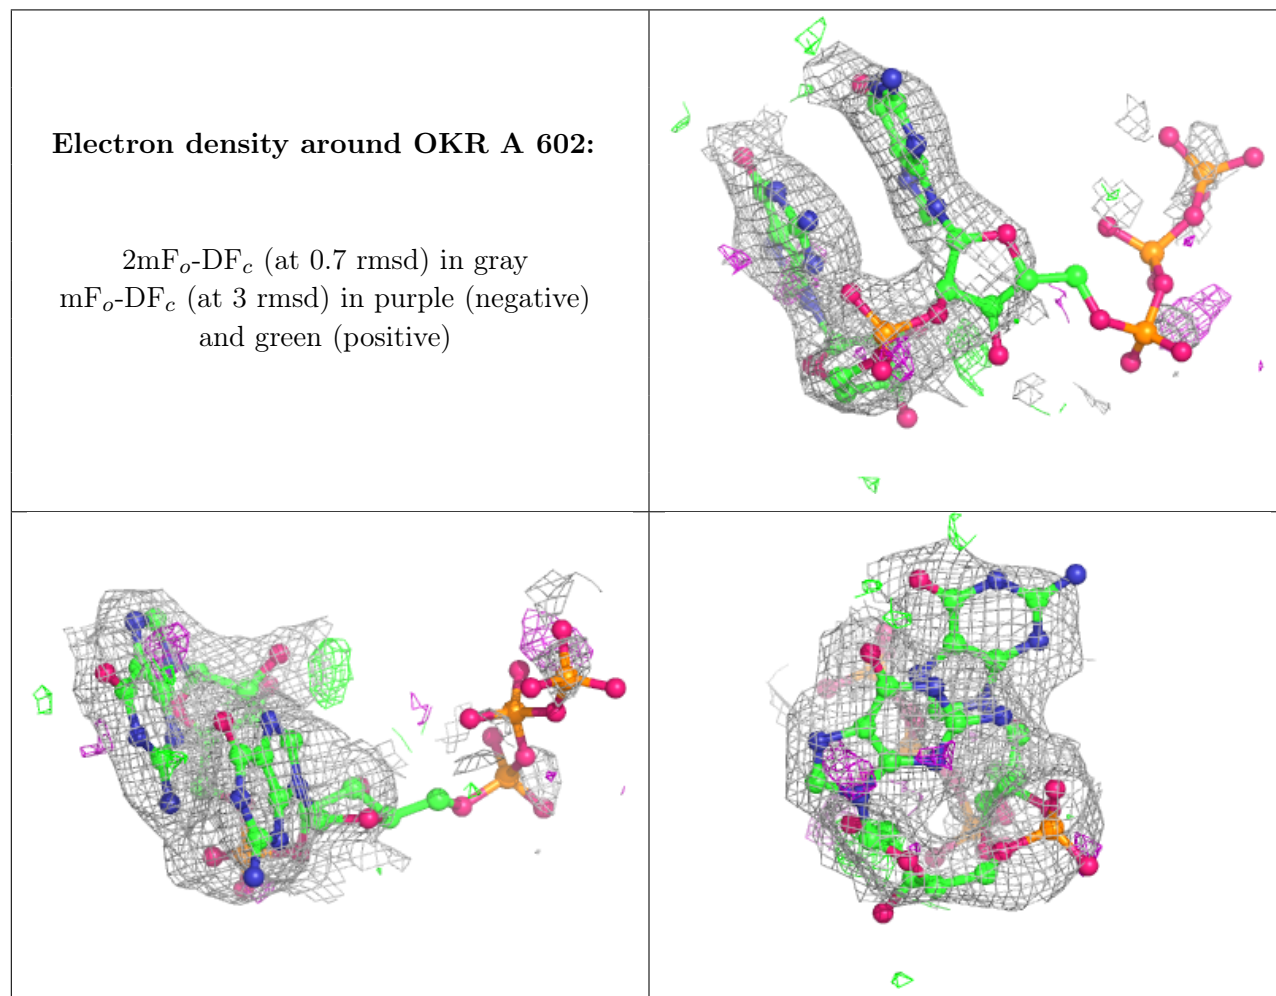 Electron density around OKR A 602:
2mFo-DFc (at 0.7 rmsd) in gray
mFo-DFc (at 3 rmsd) in purple (negative)
and green (positive)